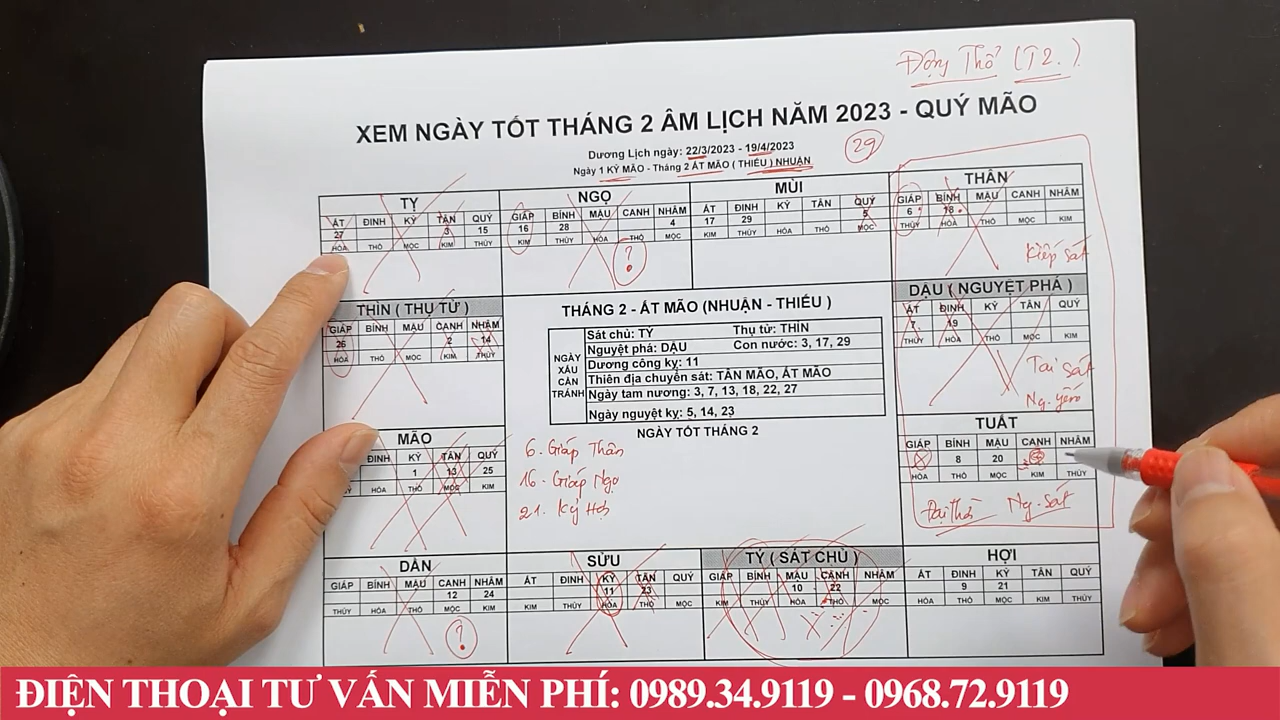 Động Thổ (T2.)
XEM NGÀY TỐT THÁNG 2 ÂM LỊCH NĂM 2023 - QUÝ MÃO
Dương Lịch ngày: 22/3/2023 - 19/4/2023
29
Ngày 1 KỶ MÃO - Tháng 2 ẤT MÃO ( THIẾU ) NHUẬN
TỴ
ẤT ĐINH KỶ TÂN QUÝ
27 3 15
HỎA THỔ MỘC KIM THỦY
NGỌ
GIÁP BÍNH MẬU CANH NHÂM
16 28 4
KIM THỦY HỎA THỔ MỘC
?
MÙI
ẤT ĐINH KỶ TÂN QUÝ
17 29 5
KIM THỦY HỎA THỔ MỘC
THÂN
GIÁP BÍNH MẬU CANH NHÂM
6 18
THỦY HỎA THỔ MỘC KIM
Kiếp sát
THÌN ( THỤ TỬ )
GIÁP BÍNH MẬU CANH NHÂM
26 2 14
HỎA THỔ MỘC KIM THỦY
THÁNG 2 - ẤT MÃO (NHUẬN - THIẾU )
NGÀY XẤU CẦN TRÁNH
Sát chủ: TÝ Thụ tử: THÌN
Nguyệt phá: DẬU Con nước: 3, 17, 29
Dương công kỵ: 11
Thiên địa chuyển sát: TÂN MÃO, ẤT MÃO
Ngày tam nương: 3, 7, 13, 18, 22, 27
Ngày nguyệt kỵ: 5, 14, 23
DẬU ( NGUYỆT PHÁ )
ẤT ĐINH KỶ TÂN QUÝ
7 19
THỦY HỎA THỔ MỘC KIM
Tai sát
Ng. yếm
MÃO
ĐINH KỶ TÂN QUÝ
1 13 25
HỎA THỔ MỘC KIM
NGÀY TỐT THÁNG 2
6. Giáp Thân
16. Giáp Ngọ
21. Kỷ Hợi
TUẤT
GIÁP BÍNH MẬU CANH NHÂM
8 20
HỎA THỔ MỘC KIM THỦY
Ng. sát
DẦN
GIÁP BÍNH MẬU CANH NHÂM
12 24
THỦY HỎA THỔ MỘC KIM
?
SỬU
ẤT ĐINH KỶ TÂN QUÝ
11 23
KIM THỦY HỎA THỔ MỘC
TÝ ( SÁT CHỦ )
GIÁP BÍNH MẬU CANH NHÂM
10 22
KIM THỦY HỎA THỔ MỘC
HỢI
ẤT ĐINH KỶ TÂN QUÝ
9 21
HỎA THỔ MỘC KIM THỦY
ĐIỆN THOẠI TƯ VẤN MIỄN PHÍ: 0989.34.9119 - 0968.72.9119